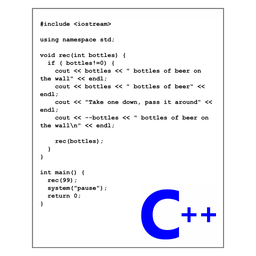 #include <iostream>
using namespace std;
void rec(int bottles) {
if ( bottles!=0) {
cout << bottles << " bottles of beer on
the wall" << endl;
cout << bottles << " bottles of beer" <<
endl;
cout << "Take one down, pass it around" <<
endl;
cout << --bottles << " bottles of beer on
the wall\n" << endl;
rec(bottles);
}
}
int main() {
rec(99);
system("pause");
return 0;
}
C++